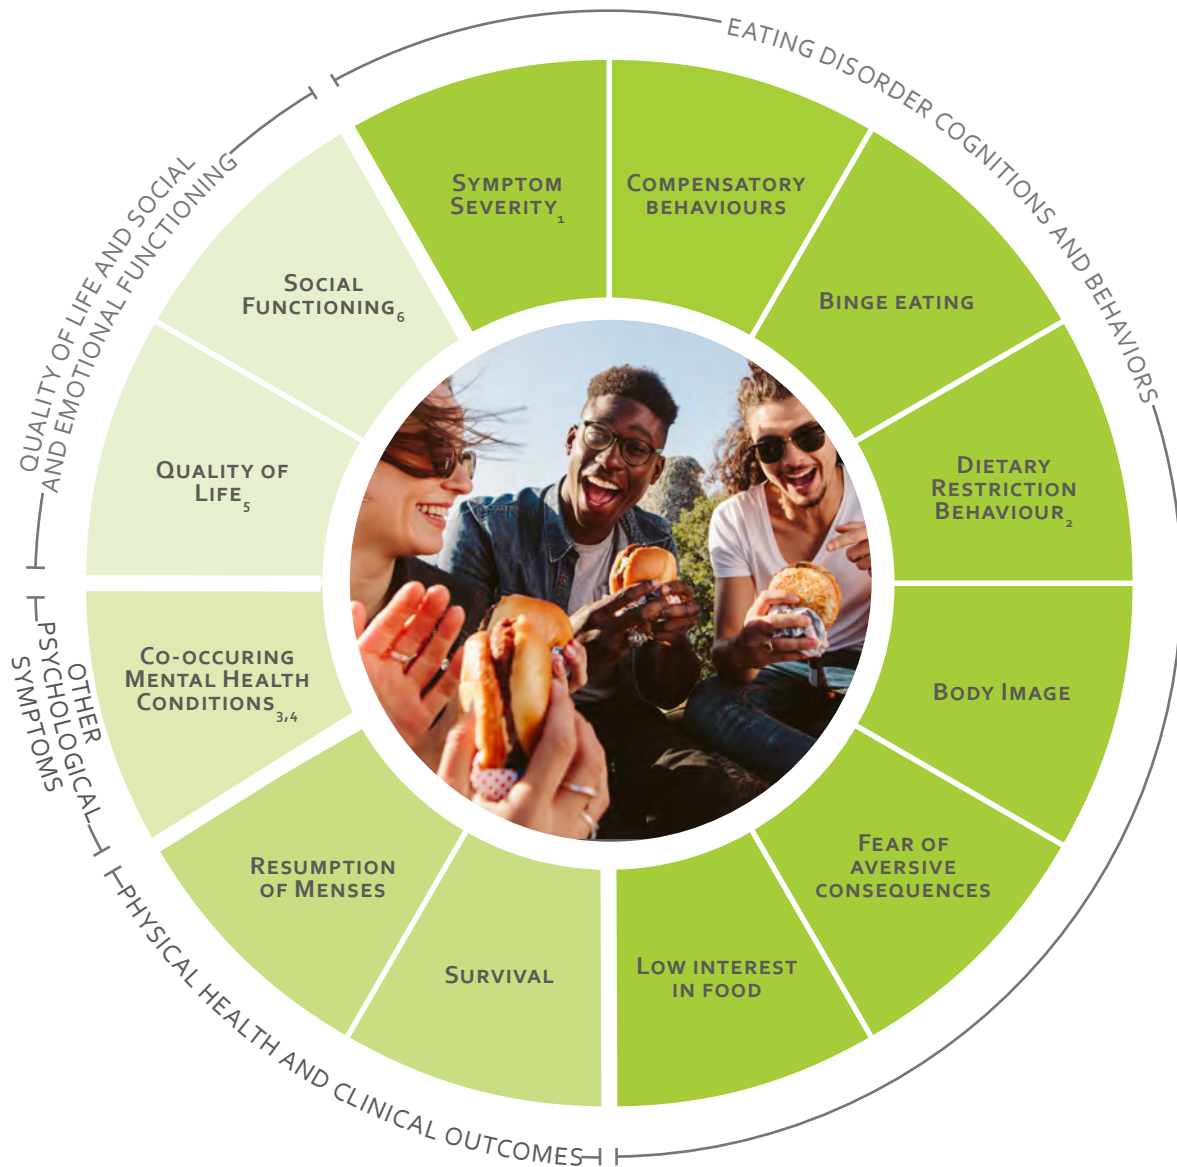 EATING DISORDER COGNITIONS AND BEHAVIORS
SYMPTOM
SEVERITY1
COMPENSATORY
BEHAVIOURS
BINGE EATING
DIETARY
RESTRICTION
BEHAVIOUR2
BODY IMAGE
FEAR OF
AVERSIVE
CONSEQUENCES
LOW INTEREST
IN FOOD
PHYSICAL HEALTH AND CLINICAL OUTCOMES
SURVIVAL
RESUMPTION
OF MENSES
OTHER
PSYCHOLOGICAL
SYMPTOMS
CO-OCCURING
MENTAL HEALTH
CONDITIONS3,4
QUALITY OF LIFE AND SOCIAL
AND EMOTIONAL FUNCTIONING
QUALITY OF
LIFE5
SOCIAL
FUNCTIONING6